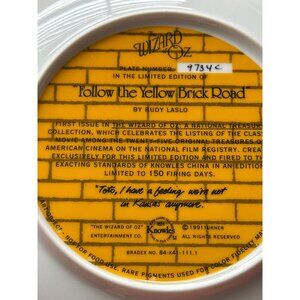 THE
WIZARD
OF
OZ
PLATE NUMBER 9734C
IN THE LIMITED EDITION OF
"Follow the Yellow Brick Road"
BY RUDY LASLO
FIRST ISSUE IN THE WIZARD OF OZ: A NATIONAL TREASURE
COLLECTION, WHICH CELEBRATES THE LISTING OF THE CLASSIC
MOVIE AMONG THE TWENTY-FIVE ORIGINAL TREASURES OF
AMERICAN CINEMA ON THE NATIONAL FILM REGISTRY. CREATED
EXCLUSIVELY FOR THIS LIMITED EDITION AND FIRED TO THE
EXACTING STANDARDS OF KNOWLES CHINA IN AN EDITION
LIMITED TO 150 FIRING DAYS.
"Toto, I have a feeling we're not
in Kansas anymore."
"THE WIZARD OF OZ"
ENTERTAINMENT CO.
Knowles
© 1991 TURNER
ALL RIGHTS RESERVED.
BRADEX NO. 84-K41-111.1
NOT FOR FOOD USE. RARE PIGMENTS USED FOR COLOR FIDELITY MA